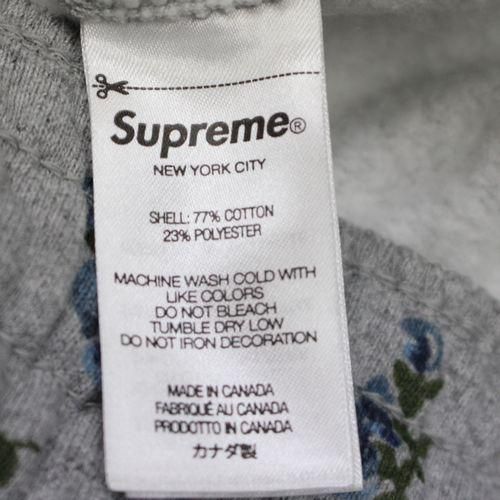 Supreme®
NEW YORK CITY
SHELL: 77% COTTON
23% POLYESTER
MACHINE WASH COLD WITH
LIKE COLORS
DO NOT BLEACH
TUMBLE DRY LOW
DO NOT IRON DECORATION
MADE IN CANADA
FABRIQUÉ AU CANADA
PRODOTTO IN CANADA
カナダ製